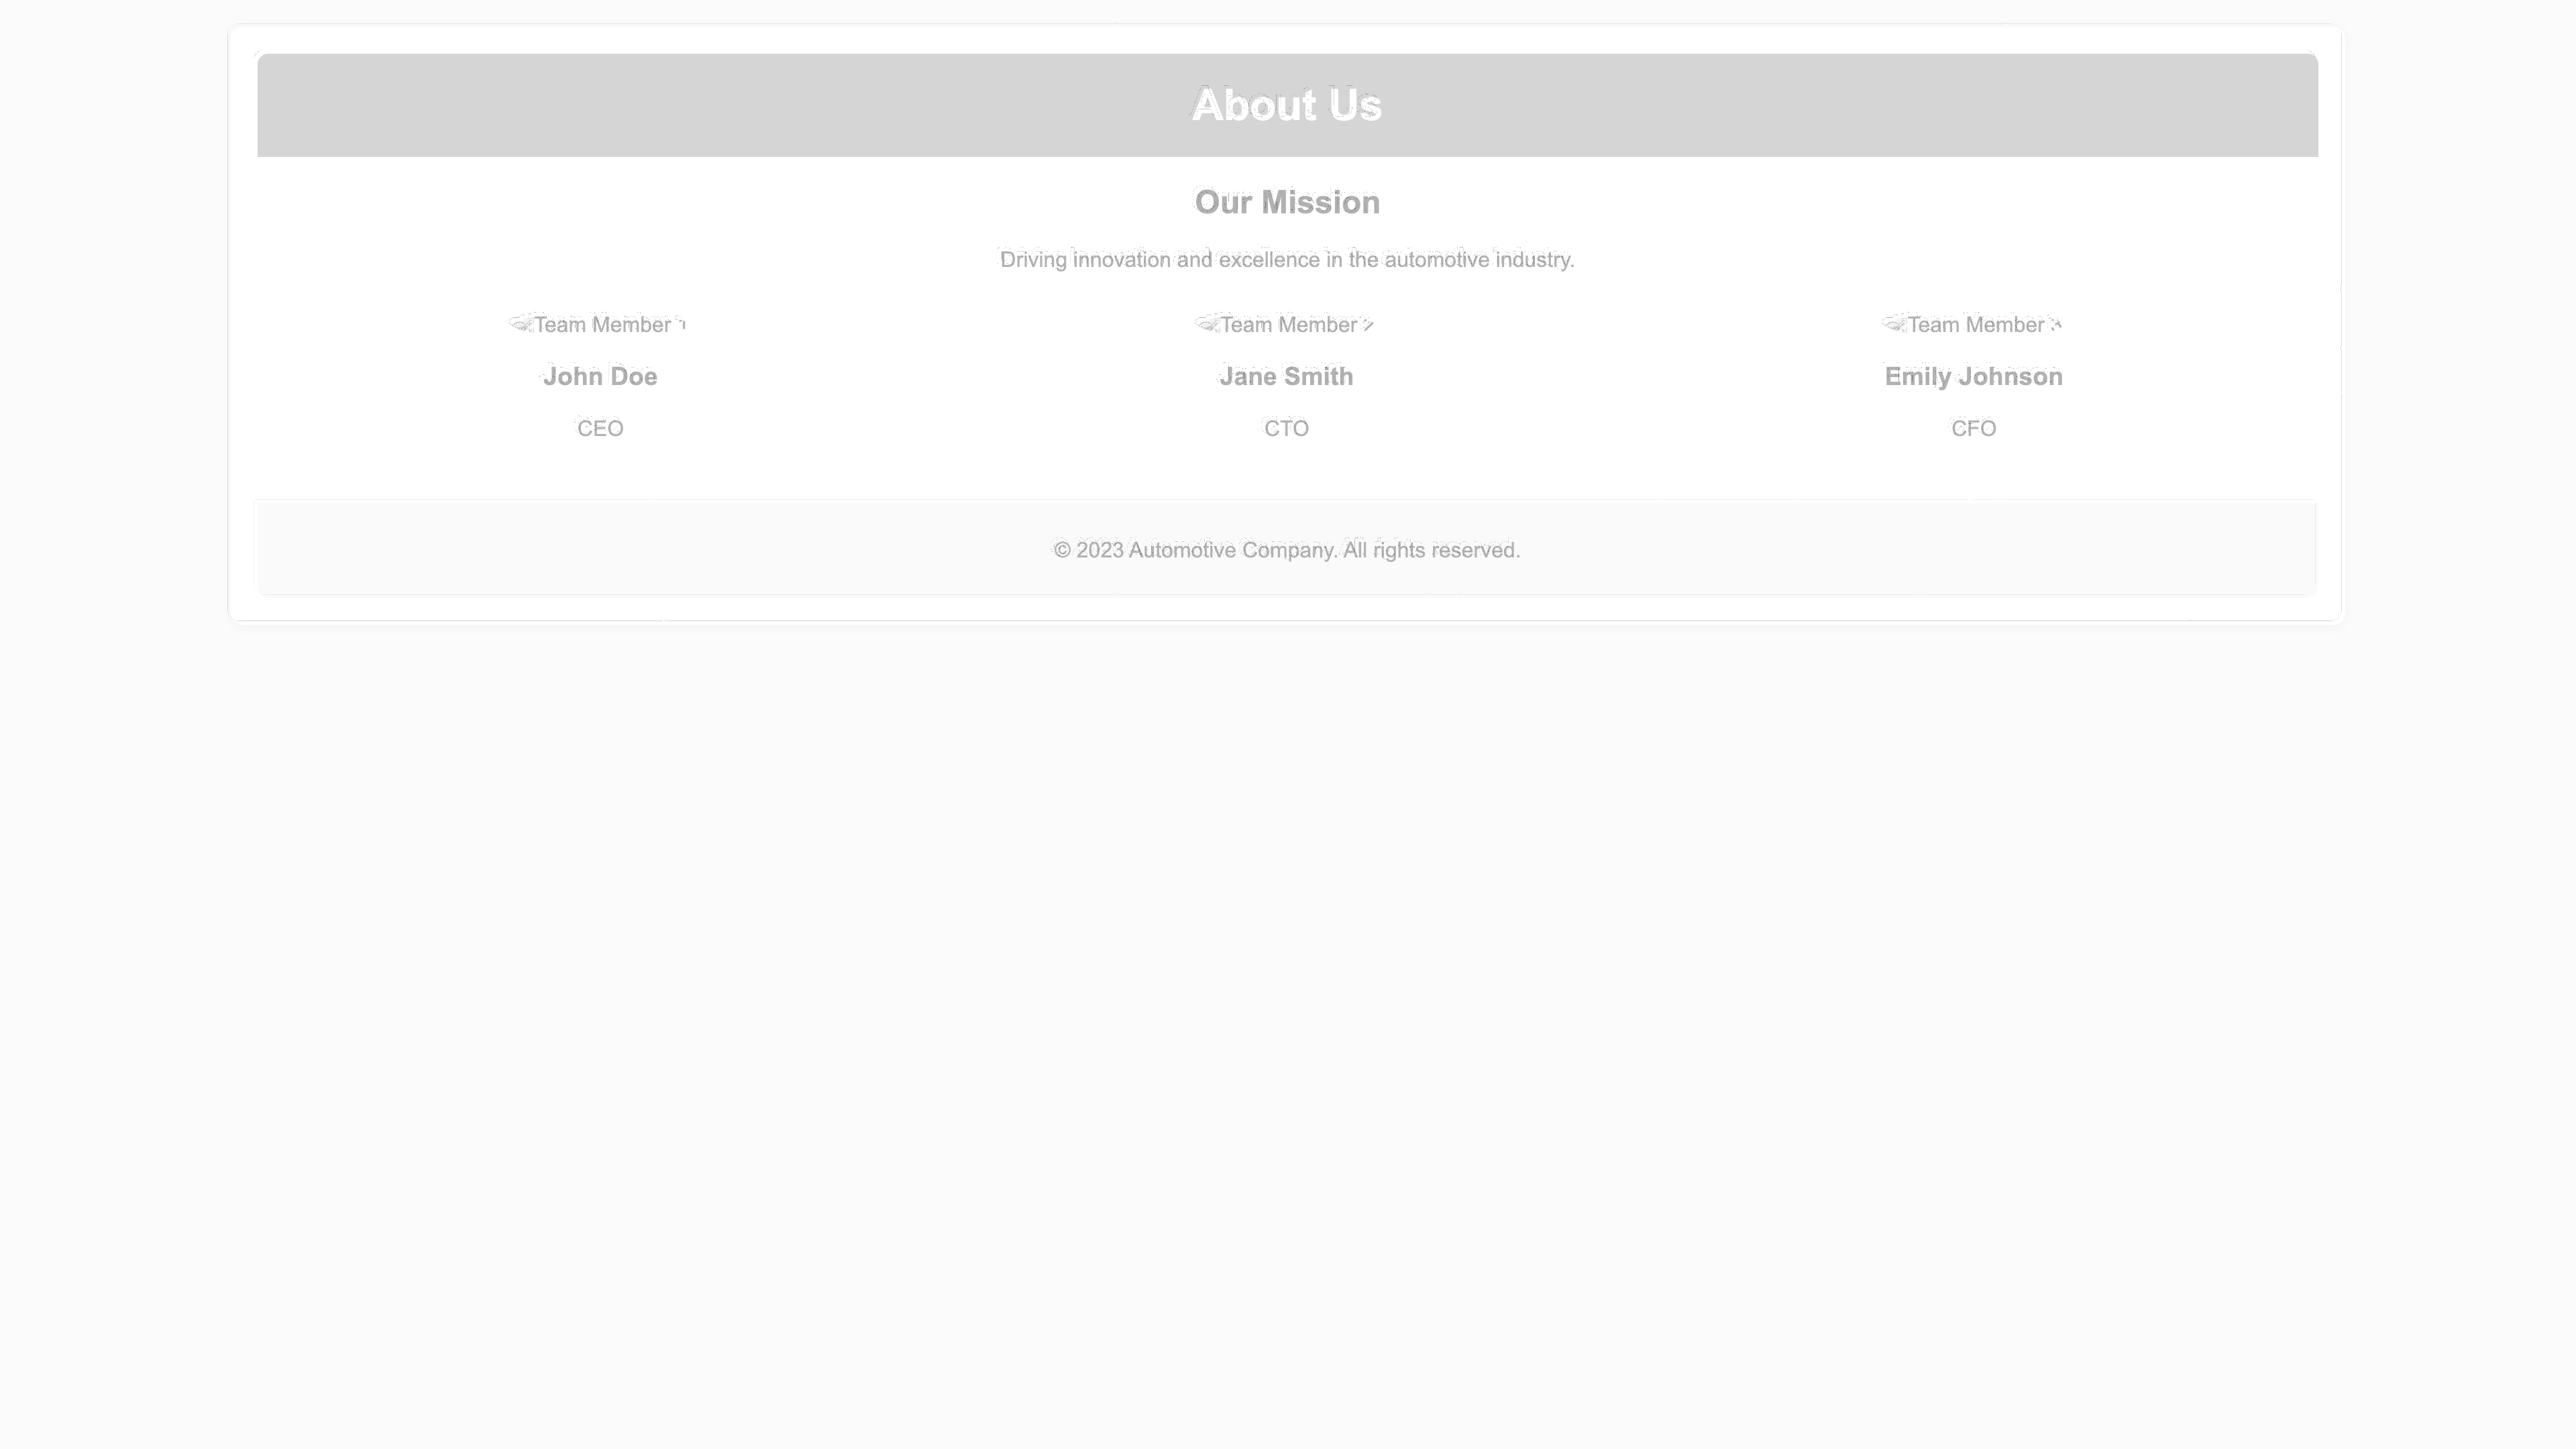 About Us
Our Mission
Driving innovation and excellence in the automotive industry.
Team Member 1
Team Member 2
Team Member
John Doe
Jane Smith
Emily Johnson
CEO
CTO
CFO
© 2023 Automotive Company. All rights reserved.